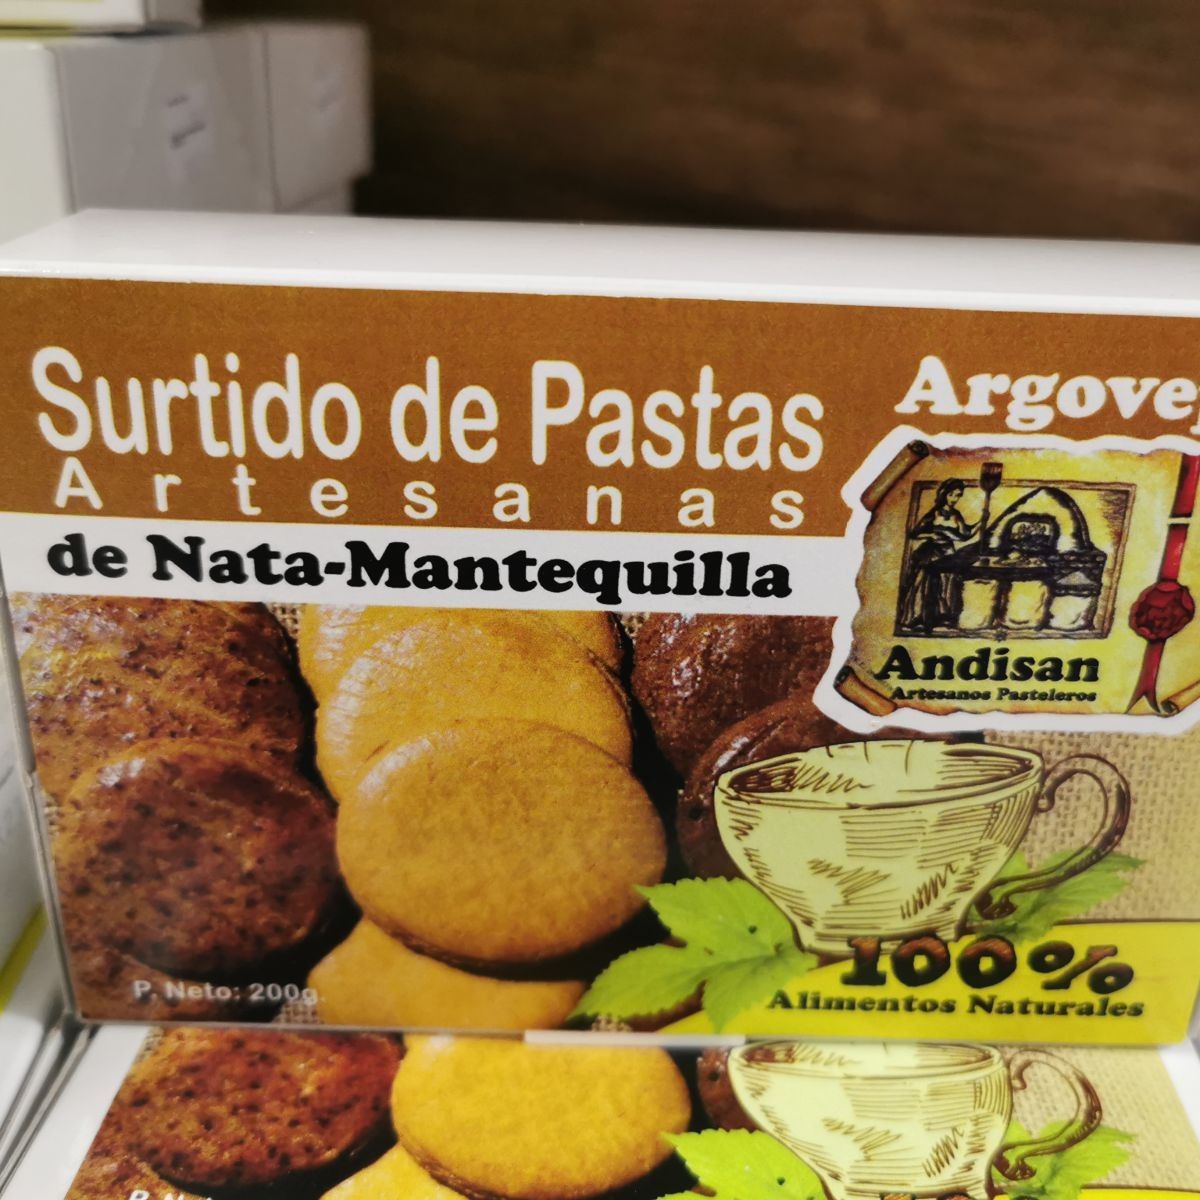 Surtido de Pastas
Artesanas
de Nata-Mantequilla
Andisan
Artesanos Pasteleros
P. Neto: 200g.
100%
Alimentos Naturales